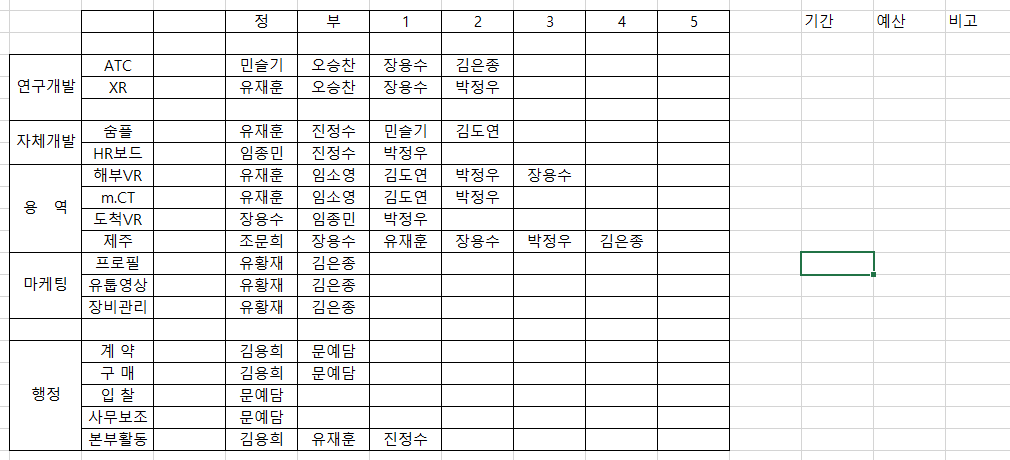 정 부 1 2 3 4 5 기간 예산 비고
연구개발 ATC 민슬기 오승찬 장용수 김은종
XR 유재훈 오승찬 장용수 박정우
자체개발 숨플 유재훈 진정수 민슬기 김도연
HR보드 임종민 진정수 박정우
용 역 해부VR 유재훈 임소영 김도연 박정우 장용수
m.CT 유재훈 임소영 김도연 박정우
도척VR 장용수 임종민 박정우
제주 조문희 장용수 유재훈 장용수 박정우 김은종
마케팅 프로필 유황재 김은종
유튭영상 유황재 김은종
장비관리 유황재 김은종
행정 계 약 김용희 문예담
구 매 김용희 문예담
입 찰 문예담
사무보조 문예담
본부활동 김용희 유재훈 진정수